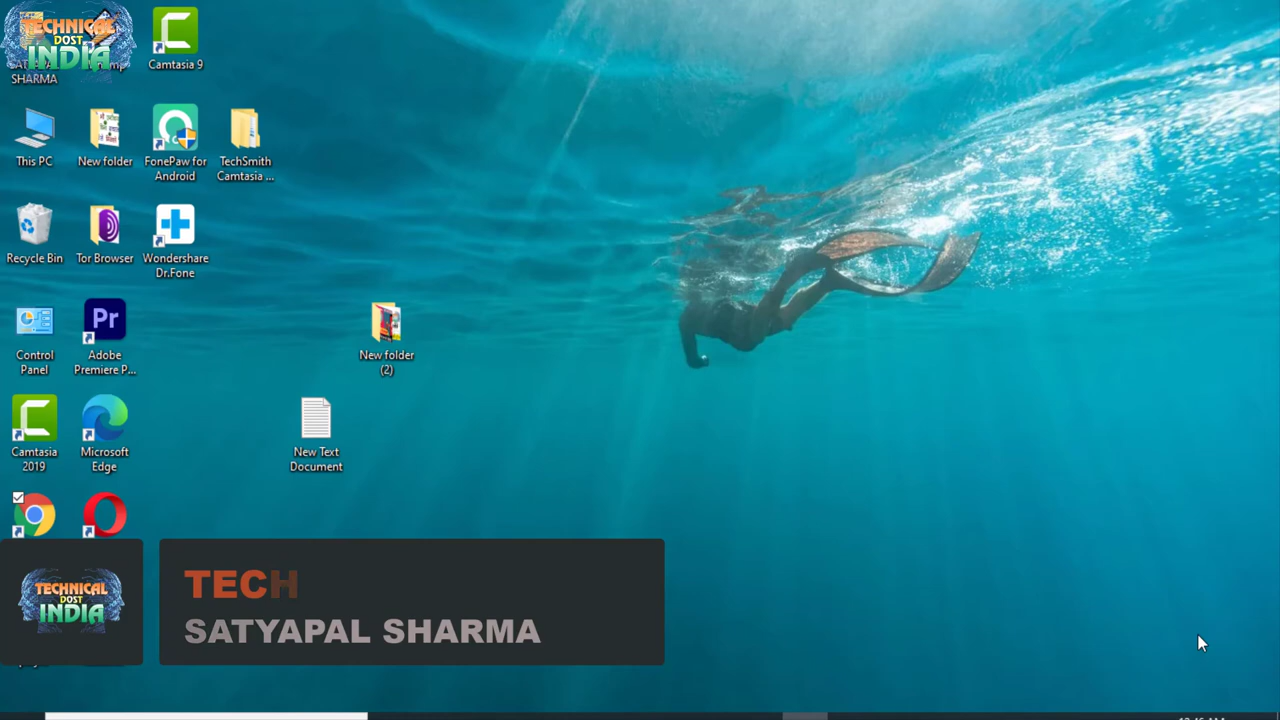 TECHNICAL
DOST
INDIA
SHARMA
Camtasia 9
This PC
New folder
FonePaw for
Android
TechSmith
Camtasia ...
Recycle Bin
Tor Browser
Wondershare
Dr.Fone
Control
Panel
Pr
Adobe
Premiere P...
New folder
(2)
Camtasia
2019
Microsoft
Edge
New Text
Document
TECHNICAL
DOST
INDIA
TECH
SATYAPAL SHARMA